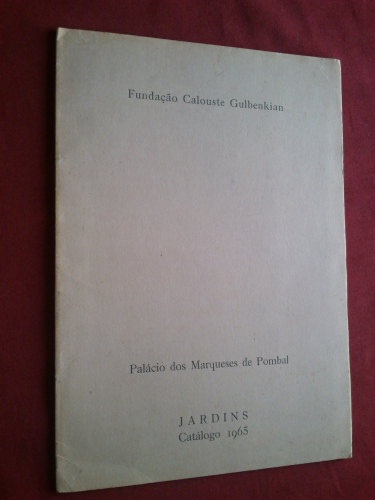 Fundação Calouste Gulbenkian
Palácio dos Marqueses de Pombal
JARDINS
Catálogo 1965